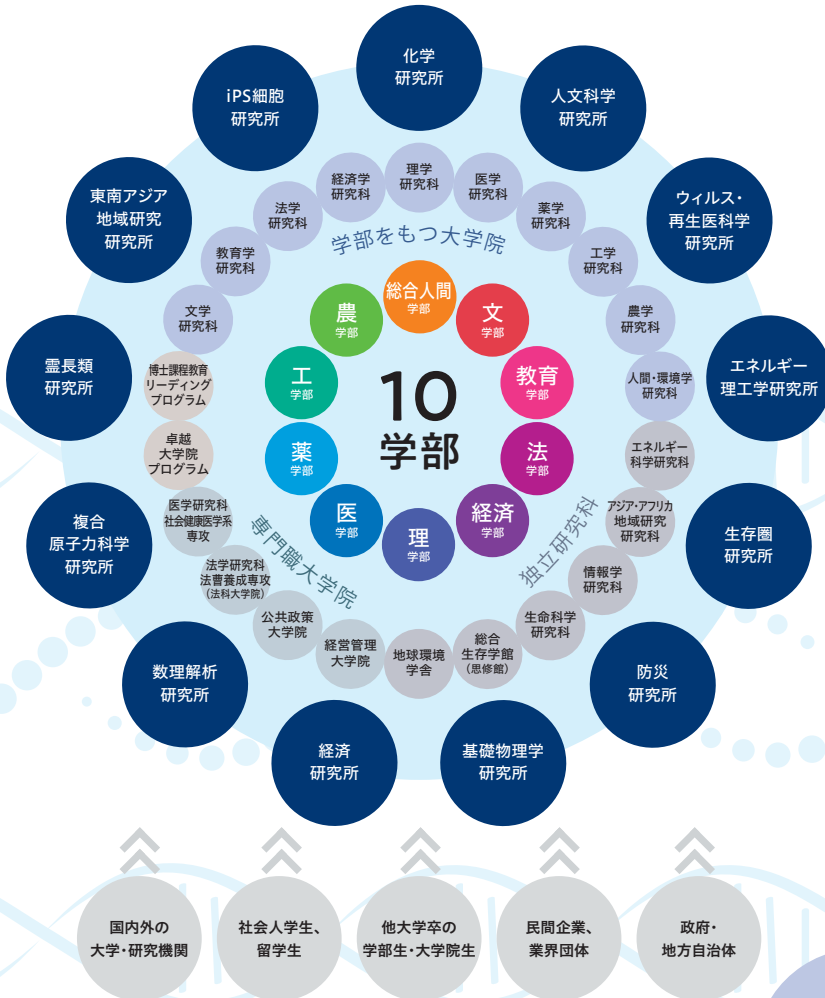 化学
研究所
人文科学
研究所
ウィルス・
再生医科学
研究所
エネルギー
理工学研究所
生存圏
研究所
防災
研究所
基礎物理学
研究所
経済
研究所
数理解析
研究所
複合
原子力科学
研究所
霊長類
研究所
東南アジア
地域研究
研究所
iPS細胞
研究所
学部をもつ大学院
文学
研究科
教育学
研究科
法学
研究科
経済学
研究科
理学
研究科
医学
研究科
薬学
研究科
工学
研究科
農学
研究科
人間・環境学
研究科
独立研究科
エネルギー
科学研究科
アジア・アフリカ
地域研究
研究科
情報学
研究科
生命科学
研究科
総合
生存学館
（思修館）
地球環境
学舎
専門職大学院
経営管理
大学院
公共政策
大学院
法学研究科
法曹養成専攻
（法科大学院）
医学研究科
社会健康医学系
専攻
卓越
大学院
プログラム
博士課程教育
リーディング
プログラム
10
学部
総合人間
学部
文
学部
教育
学部
法
学部
経済
学部
理
学部
医
学部
薬
学部
工
学部
農
学部
国内外の
大学・研究機関
社会人学生、
留学生
他大学卒の
学部生・大学院生
民間企業、
業界団体
政府・
地方自治体